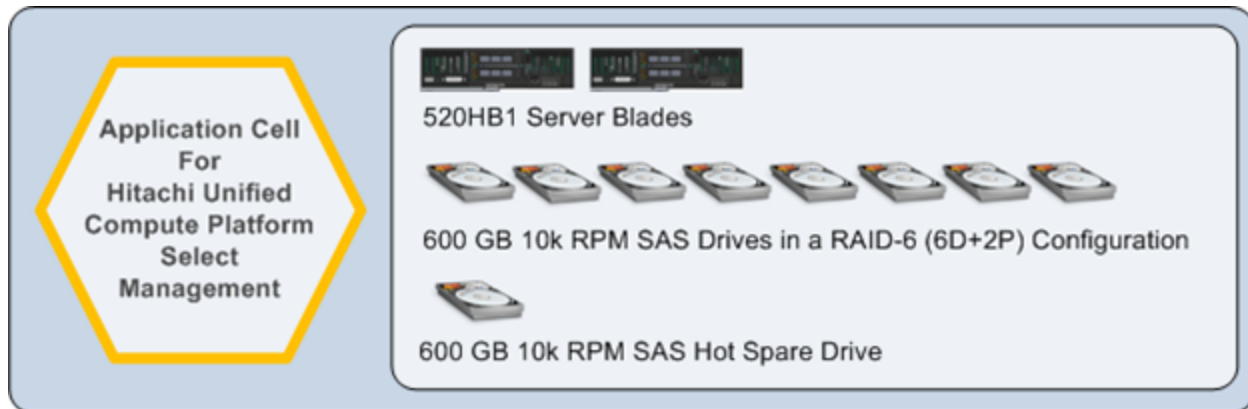 Application Cell
For
Hitachi Unified
Compute Platform
Select
Management
520HB1 Server Blades
600 GB 10k RPM SAS Drives in a RAID-6 (6D+2P) Configuration
600 GB 10k RPM SAS Hot Spare Drive